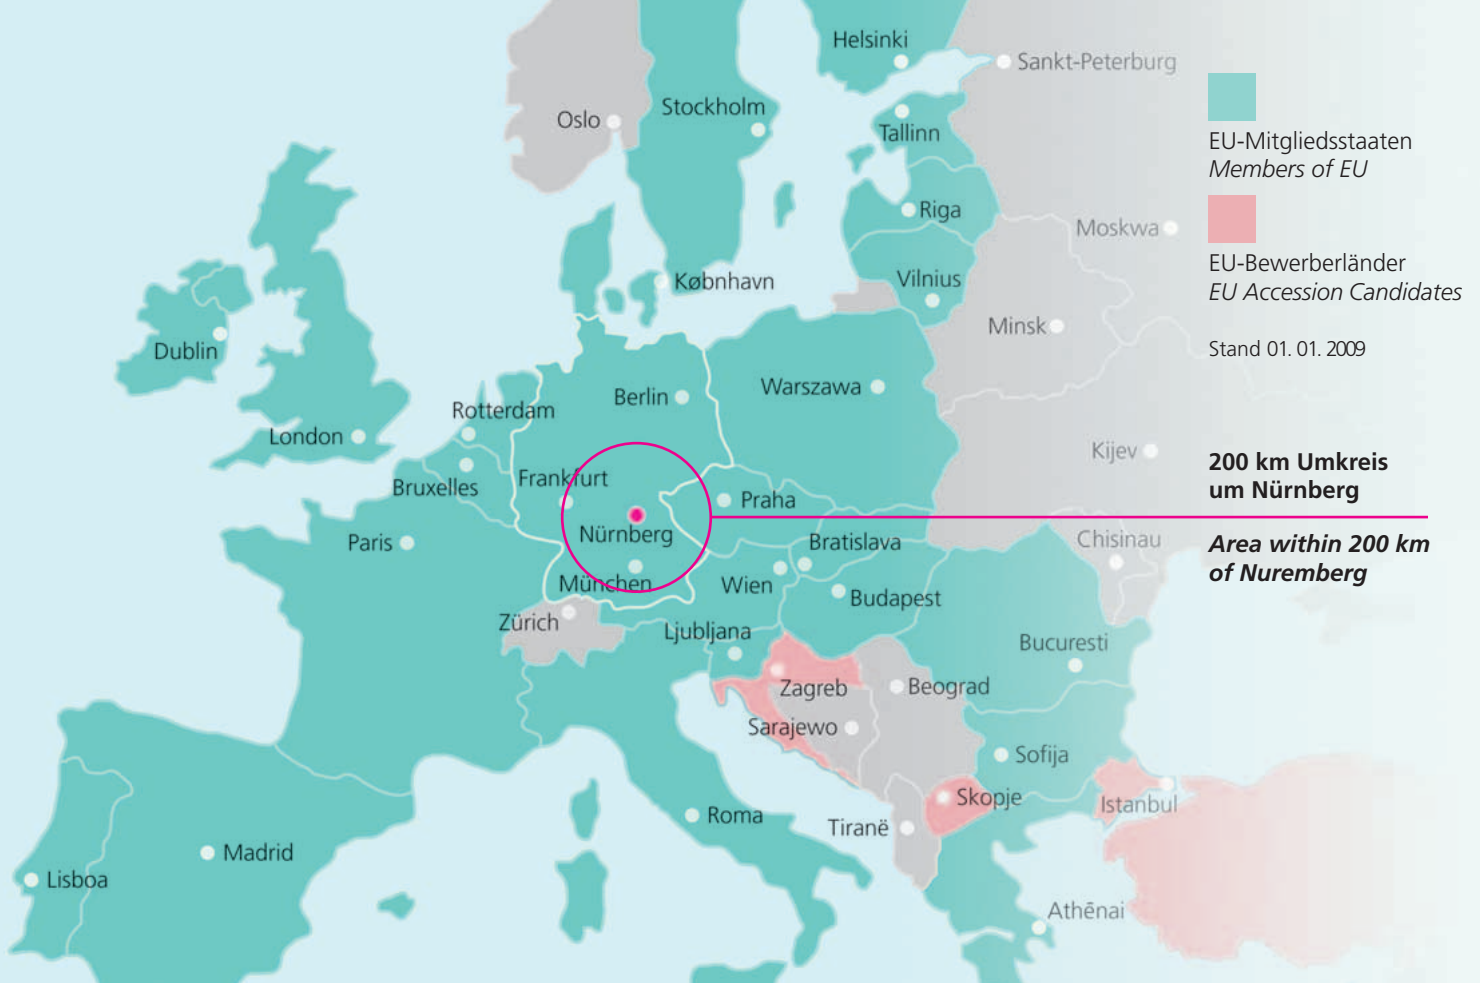 Helsinki
Sankt-Peterburg
Stockholm
Oslo
Tallinn
EU-Mitgliedsstaaten
Members of EU
Riga
Moskwa
EU-Bewerberländer
EU Accession Candidates
København
Vilnius
Minsk
Stand 01. 01. 2009
Dublin
Berlin
Warszawa
Rotterdam
London
Kijev
200 km Umkreis
um Nürnberg
Frankfurt
Bruxelles
Praha
Nürnberg
Paris
Bratislava
Chisinau
Area within 200 km
of Nuremberg
München
Wien
Budapest
Zürich
Ljubljana
Bucuresti
Zagreb
Beograd
Sarajewo
Sofija
Skopje
Istanbul
Roma
Tiranë
Madrid
Lisboa
Athēnai